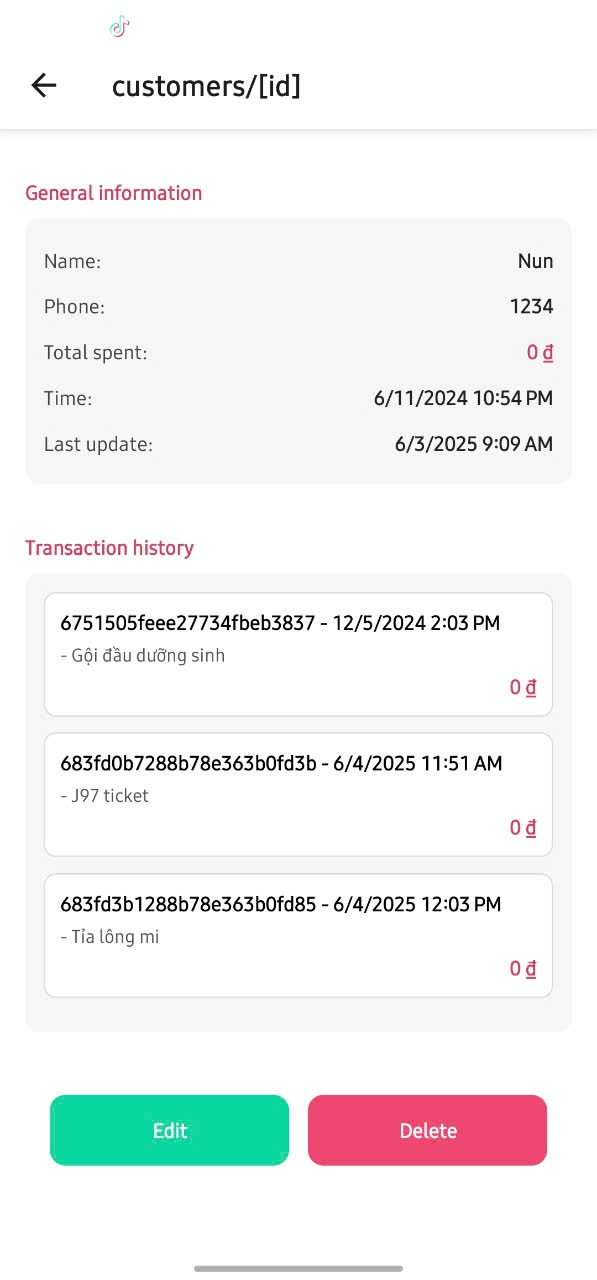 customers/[id]
General information
Name: Nun
Phone: 1234
Total spent: 0 ₫
Time: 6/11/2024 10:54 PM
Last update: 6/3/2025 9:09 AM
Transaction history
6751505feee27734fbeb3837 - 12/5/2024 2:03 PM
- Gội đầu dưỡng sinh
0 ₫
683fd0b7288b78e363b0fd3b - 6/4/2025 11:51 AM
- J97 ticket
0 ₫
683fd3b1288b78e363b0fd85 - 6/4/2025 12:03 PM
- Tỉa lông mi
0 ₫
Edit
Delete